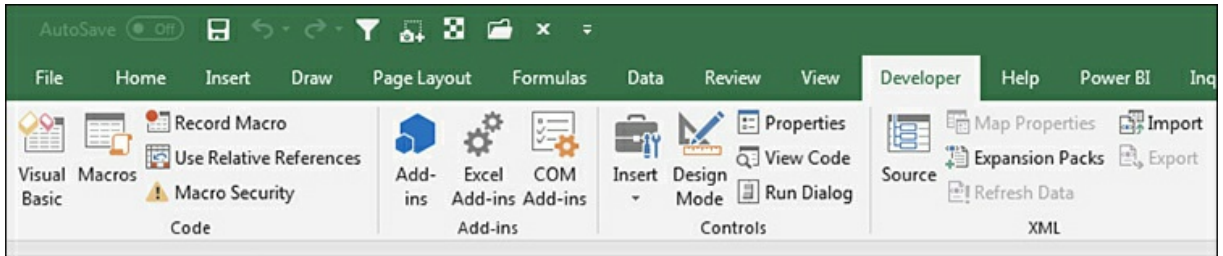 AutoSave Off
File Home Insert Draw Page Layout Formulas Data Review View Developer Help Power BI Inq
Visual Basic
Macros
Record Macro
Use Relative References
Macro Security
Code
Add-ins
Excel Add-ins
COM Add-ins
Add-ins
Insert
Design Mode
Properties
View Code
Run Dialog
Controls
Source
Map Properties
Expansion Packs
Refresh Data
Import
Export
XML